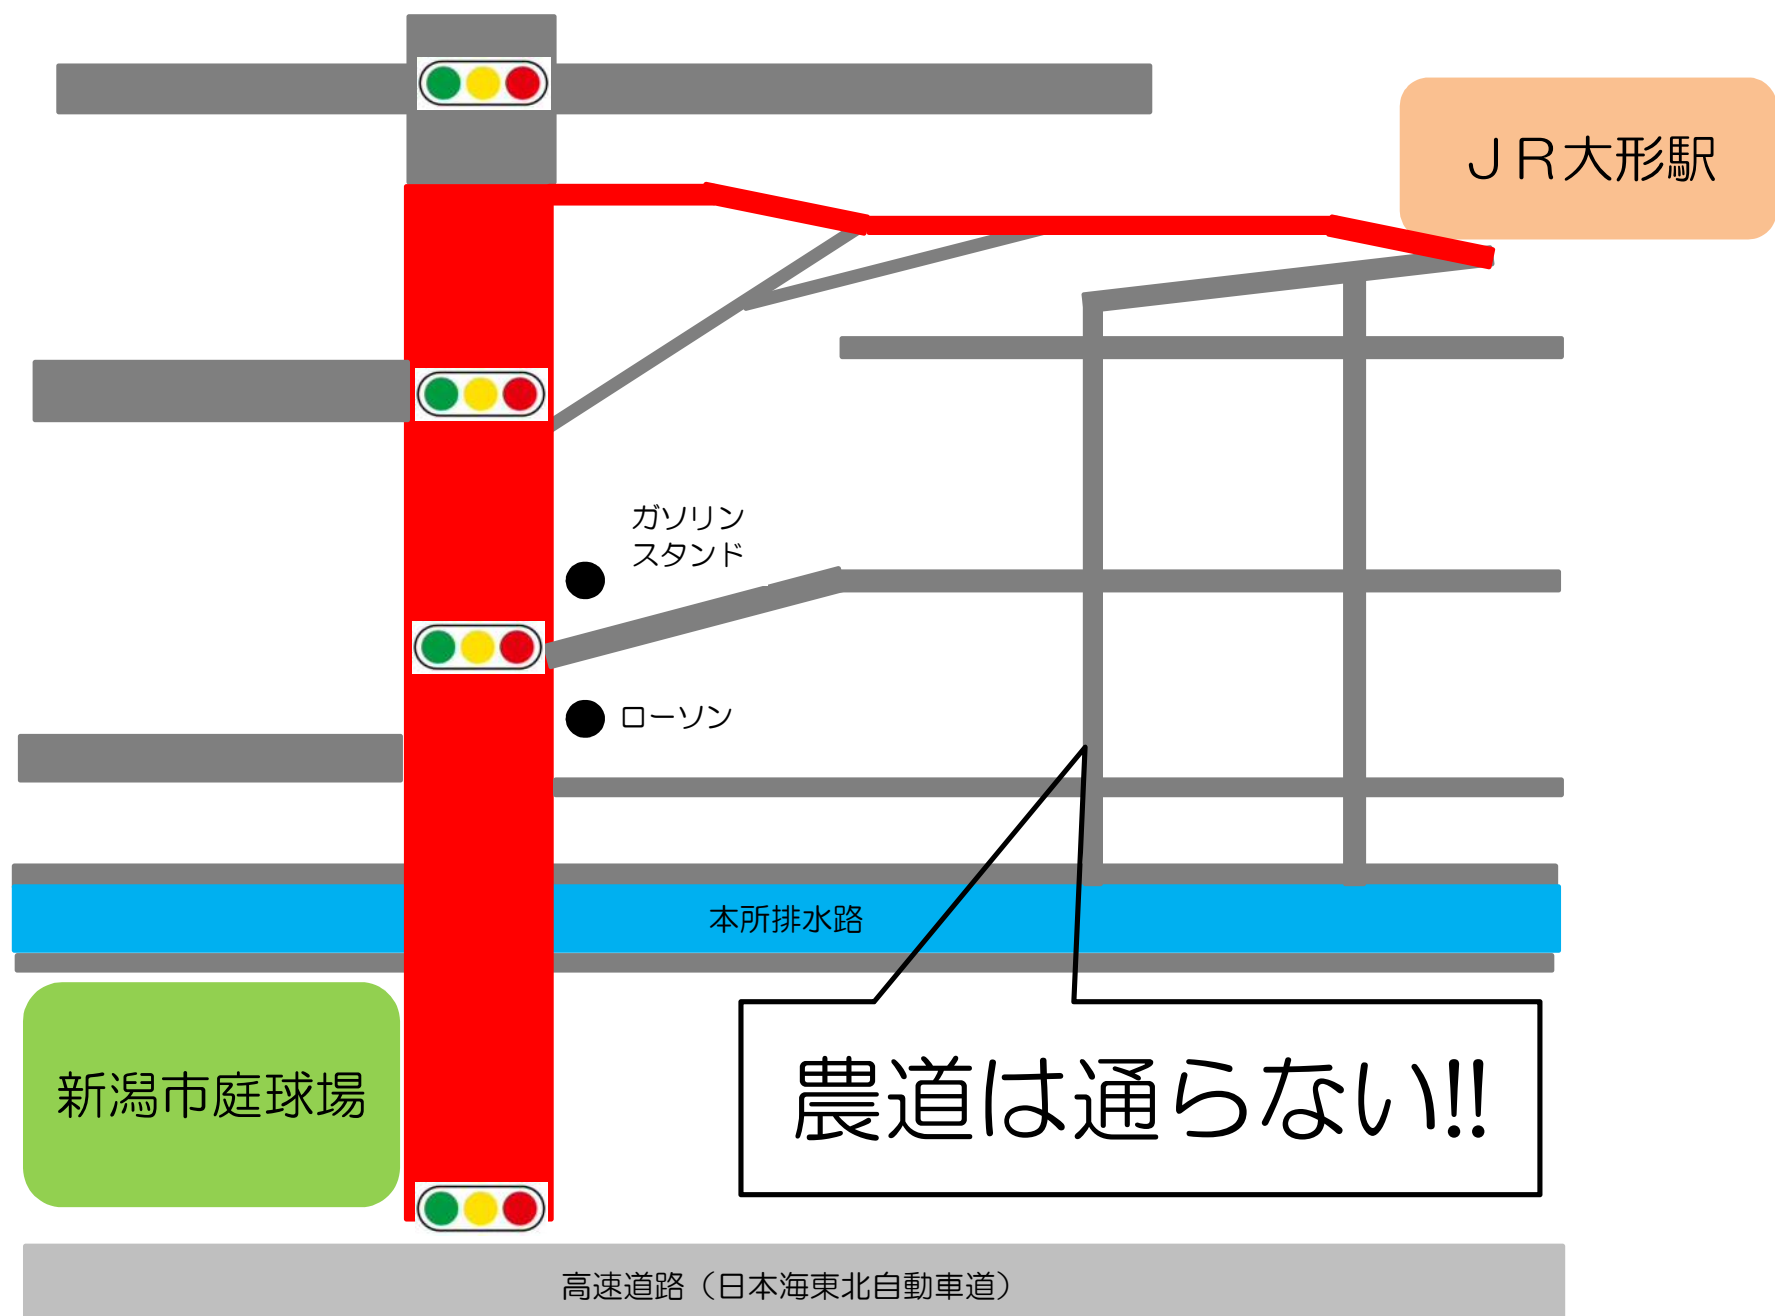 ＪＲ大形駅
ガソリン
スタンド
ローソン
本所排水路
新潟市庭球場
農道は通らない!!
高速道路（日本海東北自動車道）